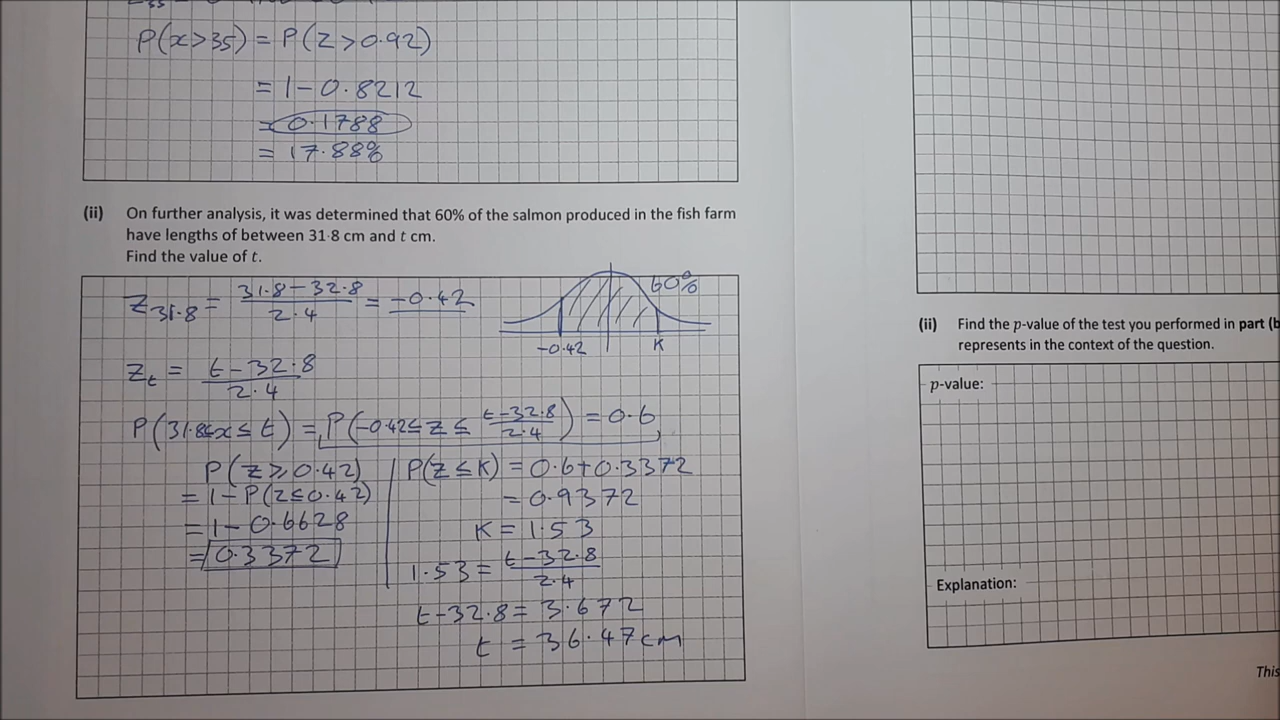 P(x>35) = P(Z>0.92)
= 1-0.8212
= 0.1788
= 17.88%
(ii) On further analysis, it was determined that 60% of the salmon produced in the fish farm
have lengths of between 31·8 cm and t cm.
Find the value of t.
Z31.8 = (31.8-32.8)/2.4 = -0.42
60%
-0.42 K
Zt = (t-32.8)/2.4
P(31.8≤x≤t) = P(-0.42≤Z≤(t-32.8)/2.4) = 0.6
P(Z≥0.42)
= 1-P(Z≤0.42)
= 1-0.6628
= 0.3372
P(Z≤K) = 0.6+0.3372
= 0.9372
K = 1.53
1.53 = (t-32.8)/2.4
t-32.8 = 3.672
t = 36.47cm
(ii) Find the p-value of the test you performed in part (b
represents in the context of the question.
p-value:
Explanation:
This